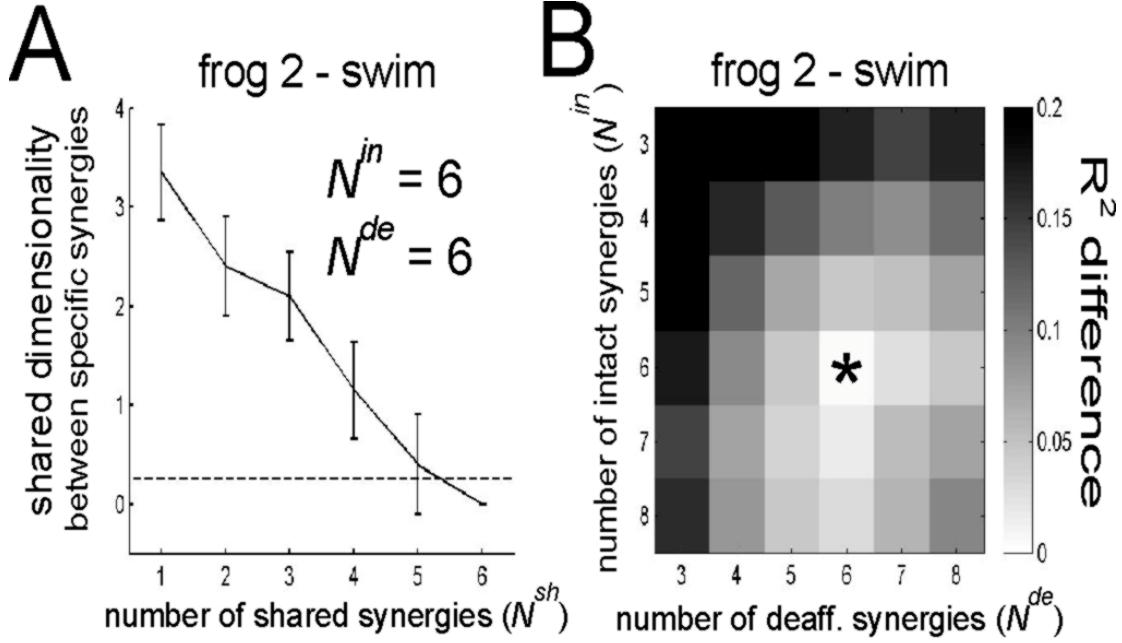 A
frog 2 - swim
shared dimensionality
between specific synergies
4
3
2
1
0
N^in = 6
N^de = 6
1 2 3 4 5 6
number of shared synergies (N^sh)
B
frog 2 - swim
number of intact synergies (N^in)
3
4
5
6
7
8
*
3 4 5 6 7 8
number of deaff. synergies (N^de)
0.2
0.15
0.1
0.05
0
R² difference